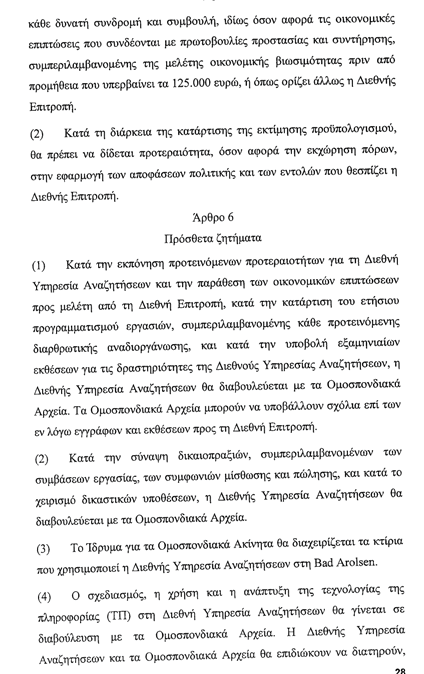 κάθε δυνατή συνδρομή και συμβουλή, ιδίως όσον αφορά τις οικονομικές
επιπτώσεις που συνδέονται με πρωτοβουλίες προστασίας και συντήρησης,
συμπεριλαμβανομένης της μελέτης οικονομικής βιωσιμότητας πριν από
προμήθεια που υπερβαίνει τα 125.000 ευρώ, ή όπως ορίζει άλλως η Διεθνής
Επιτροπή.
(2) Κατά τη διάρκεια της κατάρτισης της εκτίμησης προϋπολογισμού,
θα πρέπει να δίδεται προτεραιότητα, όσον αφορά την εκχώρηση πόρων,
στην εφαρμογή των αποφάσεων πολιτικής και των εντολών που θεσπίζει η
Διεθνής Επιτροπή.
Άρθρο 6
Πρόσθετα ζητήματα
(1) Κατά την εκπόνηση προτεινόμενων προτεραιοτήτων για τη Διεθνή
Υπηρεσία Αναζητήσεων και την παράθεση των οικονομικών επιπτώσεων
προς μελέτη από τη Διεθνή Επιτροπή, κατά την κατάρτιση του ετήσιου
προγραμματισμού εργασιών, συμπεριλαμβανομένης κάθε προτεινόμενης
διαρθρωτικής αναδιοργάνωσης, και κατά την υποβολή εξαμηνιαίων
εκθέσεων για τις δραστηριότητες της Διεθνούς Υπηρεσίας Αναζητήσεων, η
Διεθνής Υπηρεσία Αναζητήσεων θα διαβουλεύεται με τα Ομοσπονδιακά
Αρχεία. Τα Ομοσπονδιακά Αρχεία μπορούν να υποβάλλουν σχόλια επί των
εν λόγω εγγράφων και εκθέσεων προς τη Διεθνή Επιτροπή.
(2) Κατά την σύναψη δικαιοπραξιών, συμπεριλαμβανομένων των
συμβάσεων εργασίας, των συμφωνιών μίσθωσης και πώλησης, και κατά το
χειρισμό δικαστικών υποθέσεων, η Διεθνής Υπηρεσία Αναζητήσεων θα
διαβουλεύεται με τα Ομοσπονδιακά Αρχεία.
(3) Το Ίδρυμα για τα Ομοσπονδιακά Ακίνητα θα διαχειρίζεται τα κτίρια
που χρησιμοποιεί η Διεθνής Υπηρεσία Αναζητήσεων στη Bad Arolsen.
(4) Ο σχεδιασμός, η χρήση και η ανάπτυξη της τεχνολογίας της
πληροφορίας (ΤΠ) στη Διεθνή Υπηρεσία Αναζητήσεων θα γίνεται σε
διαβούλευση με τα Ομοσπονδιακά Αρχεία. Η Διεθνής Υπηρεσία
Αναζητήσεων και τα Ομοσπονδιακά Αρχεία θα επιδιώκουν να διατηρούν,
28